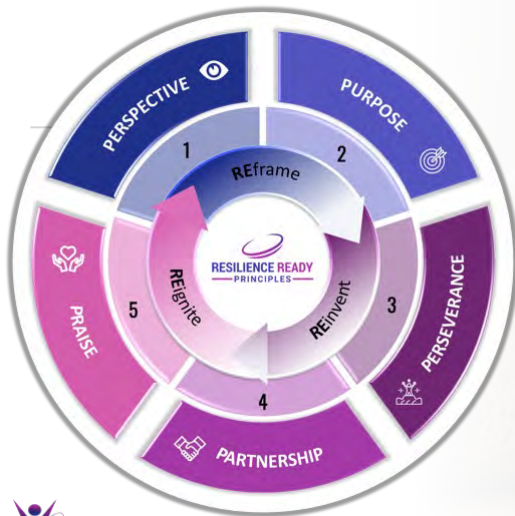 PERSPECTIVE
PURPOSE
1
2
REframe
RESILIENCE READY
PRINCIPLES
REignite
REinvent
5
3
PRAISE
PERSEVERANCE
4
PARTNERSHIP